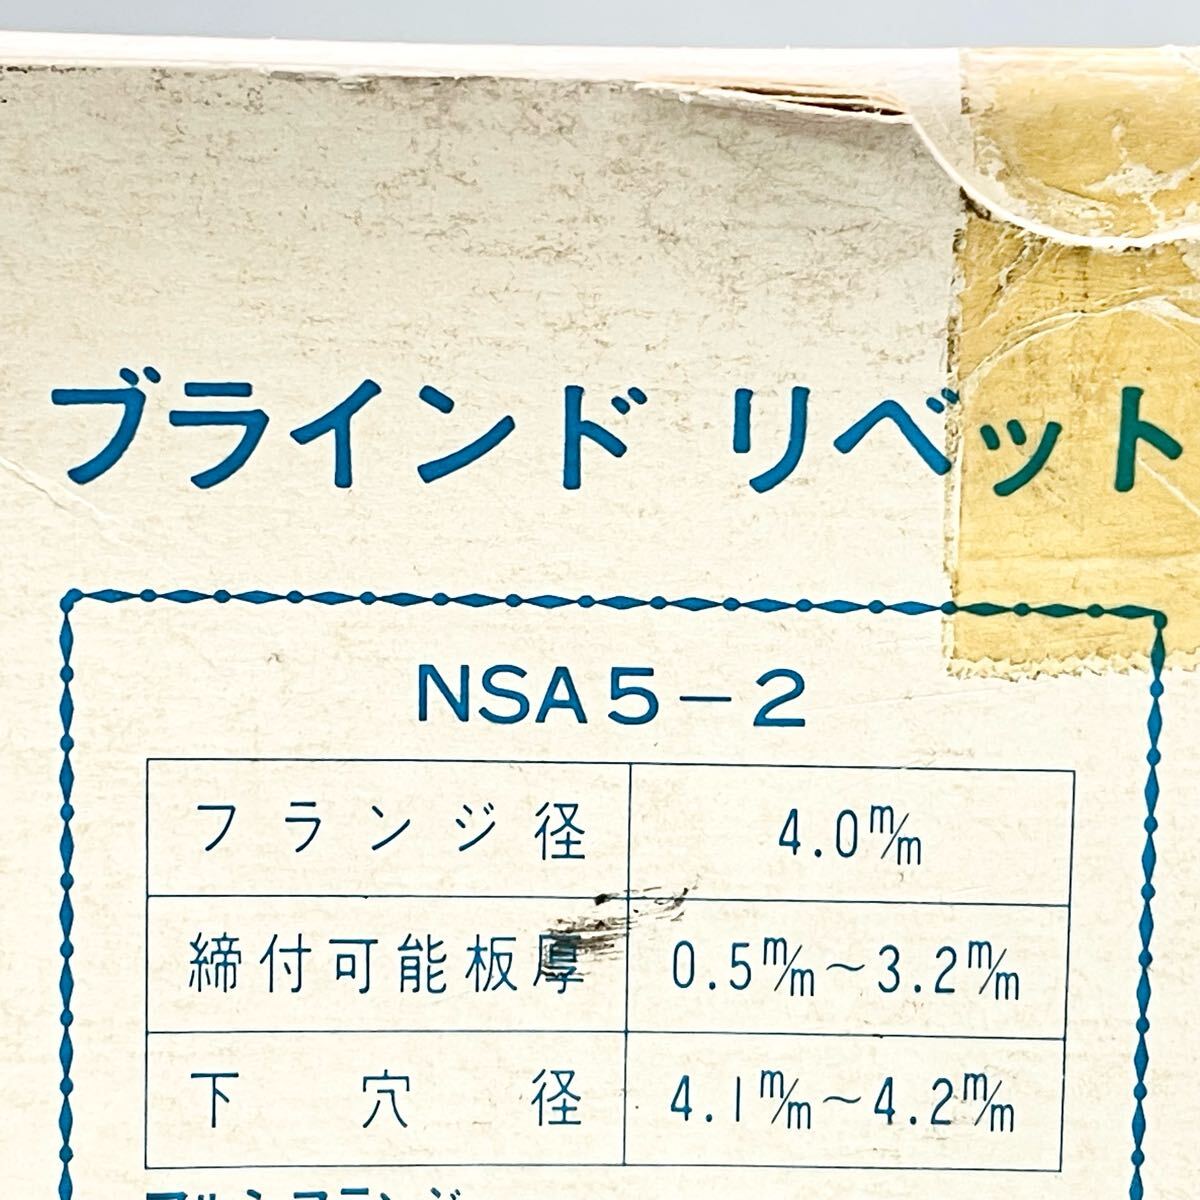 ブラインド リベット
NSA5-2
フランジ径 4.0m/m
締付可能板厚 0.5m/m~3.2m/m
下穴径 4.1m/m~4.2m/m